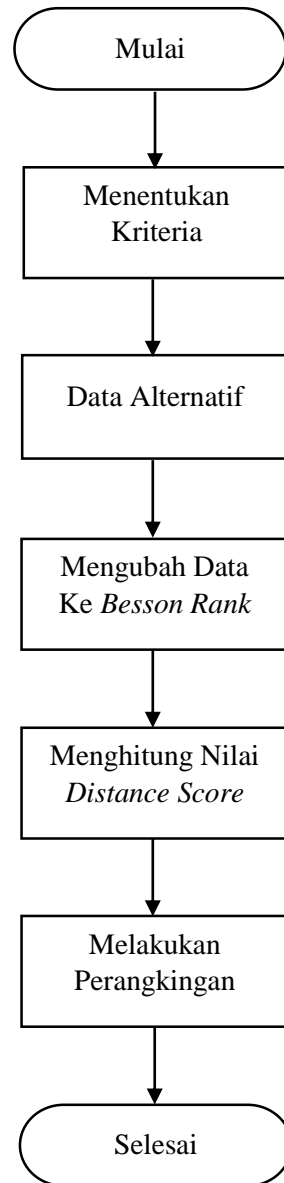 Mulai
Menentukan
Kriteria
Data Alternatif
Mengubah Data
Ke Besson Rank
Menghitung Nilai
Distance Score
Melakukan
Perangkingan
Selesai